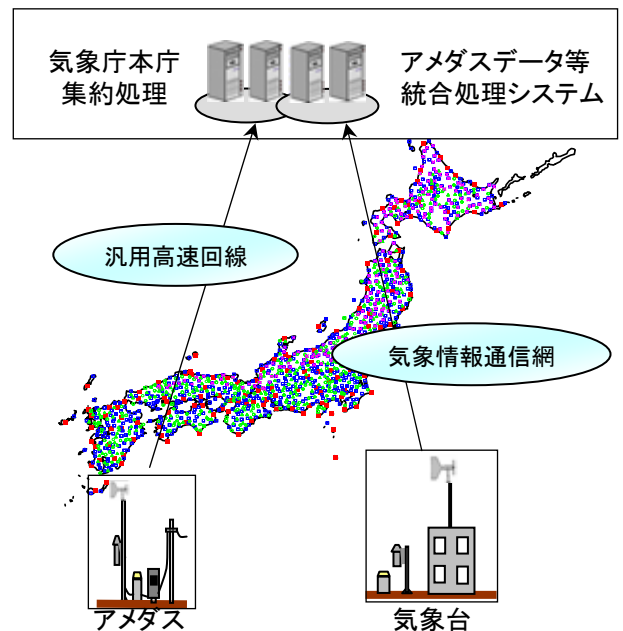 気象庁本庁
集約処理
アメダスデータ等
統合処理システム
汎用高速回線
気象情報通信網
アメダス
気象台